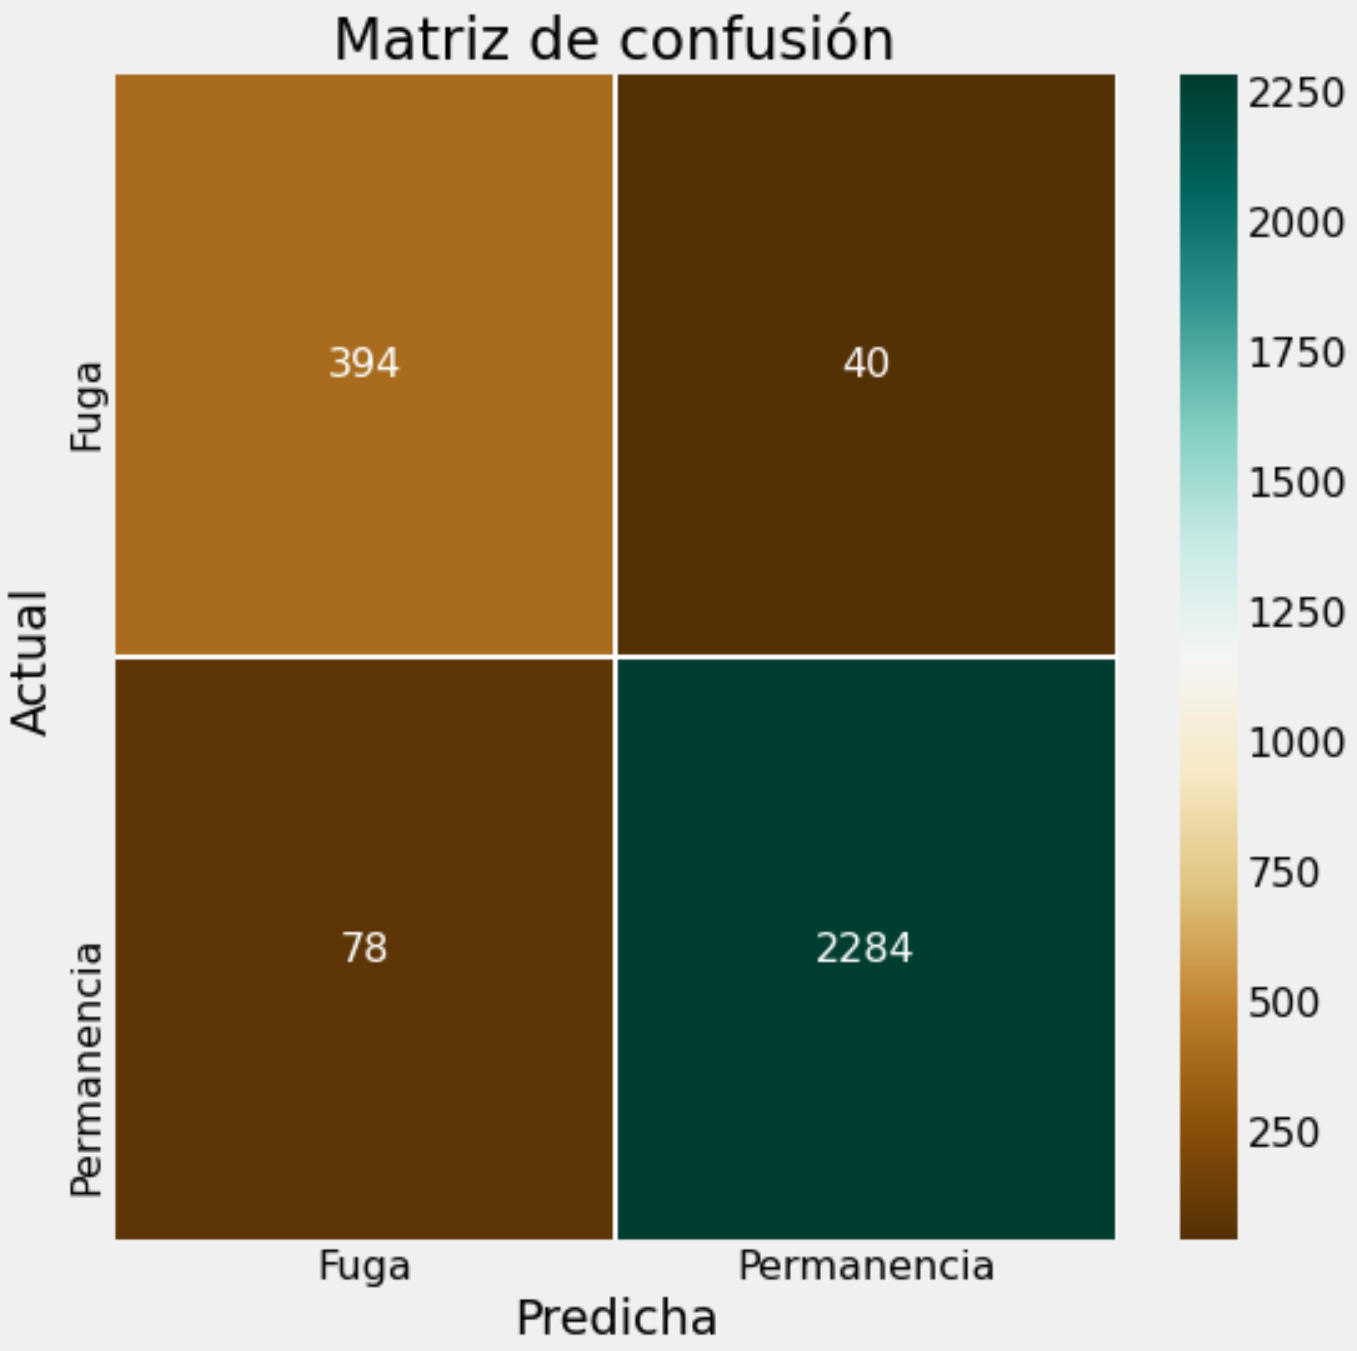 Matriz de confusión
Actual
Fuga
Permanencia
394
40
78
2284
Fuga
Permanencia
Predicha
2250
2000
1750
1500
1250
1000
750
500
250